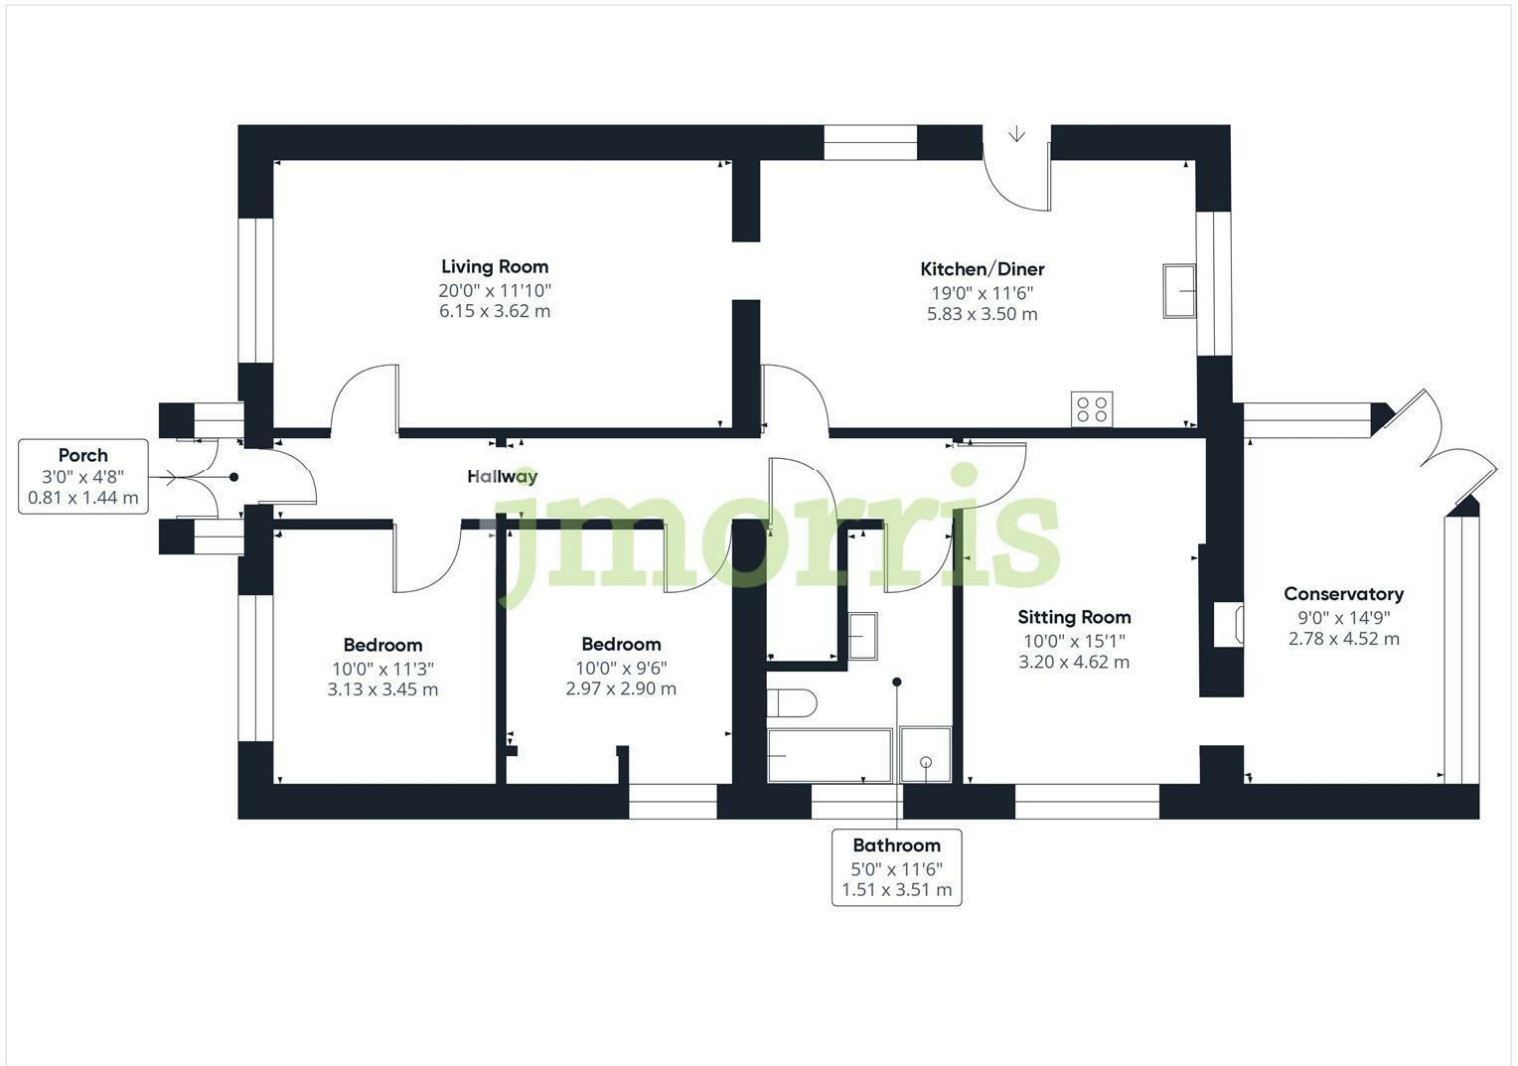 Living Room
20'0" x 11'10"
6.15 x 3.62 m
Kitchen/Diner
19'0" x 11'6"
5.83 x 3.50 m
Porch
3'0" x 4'8"
0.81 x 1.44 m
Hallway
jmorris
Bedroom
10'0" x 11'3"
3.13 x 3.45 m
Bedroom
10'0" x 9'6"
2.97 x 2.90 m
Sitting Room
10'0" x 15'1"
3.20 x 4.62 m
Conservatory
9'0" x 14'9"
2.78 x 4.52 m
Bathroom
5'0" x 11'6"
1.51 x 3.51 m